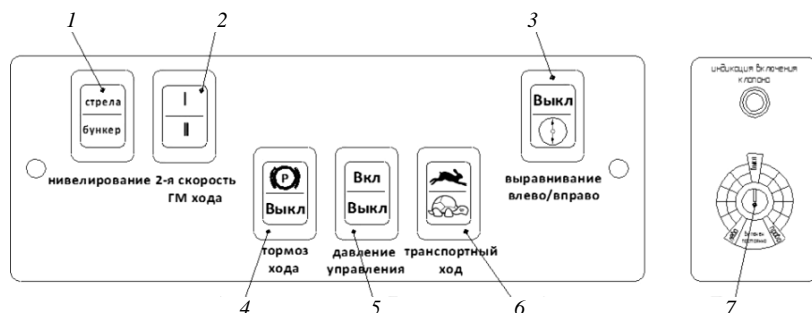 1 2 3
индикация включения
клапана
стрела
бункер
I
II
Выкл
нивелирование 2-я скорость
ГМ хода
выравнивание
влево/вправо
P
Выкл
Вкл
Выкл
тормоз
хода
давление
управления
транспортный
ход
Выкл
4 5 6 7